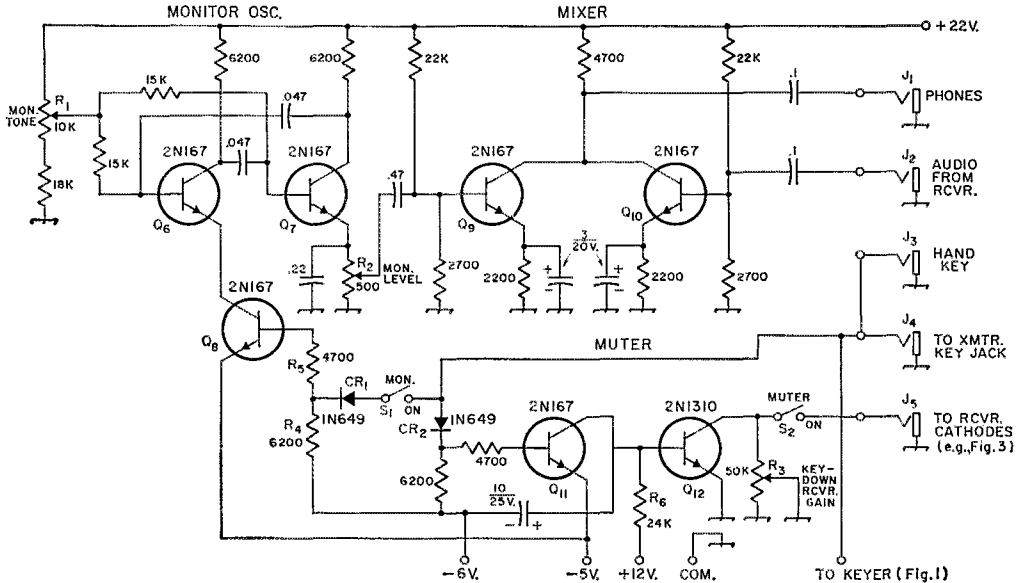 MONITOR OSC.
MIXER
+22V.
6200
6200
22K
4700
22K
15K
.047
.1
J1
PHONES
R1
MON.
TONE
10K
.047
15K
2N167
2N167
.47
2N167
2N167
.1
J2
AUDIO
FROM
RCVR.
18K
Q6
Q7
Q9
Q10
3
20V.
J3
HAND
KEY
.22
R2
500
MON.
LEVEL
2700
2200
2200
2700
2N167
Q8
MUTER
J4
TO XMTR.
KEY JACK
R5
4700
CR1
MON.
S1
ON
1N649
1N649
CR2
2N167
2N1310
MUTER
S2
ON
J5
TO RCVR.
CATHODES
(e.g.,Fig.3)
R4
6200
4700
6200
10
25V.
Q11
Q12
R6
24K
50K
R3
KEY-
DOWN
RCVR.
GAIN
-6V.
-5V.
+12V.
COM.
TO KEYER (Fig.1)